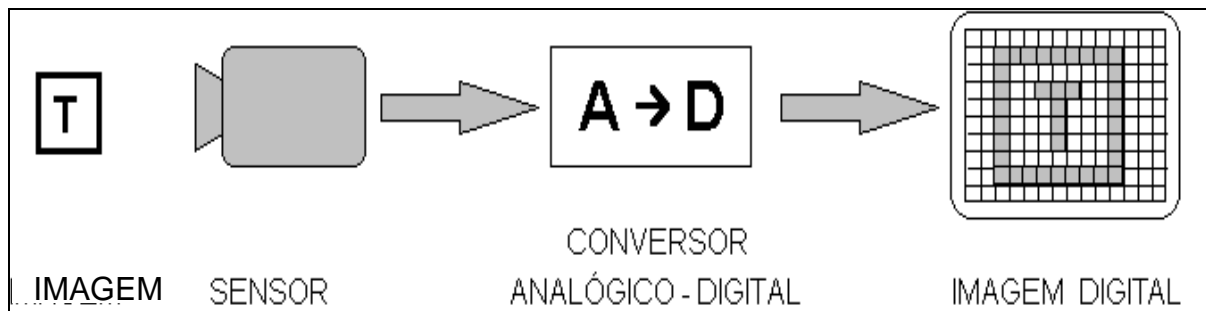 T
A → D
CONVERSOR
IMAGEM SENSOR ANALÓGICO - DIGITAL IMAGEM DIGITAL